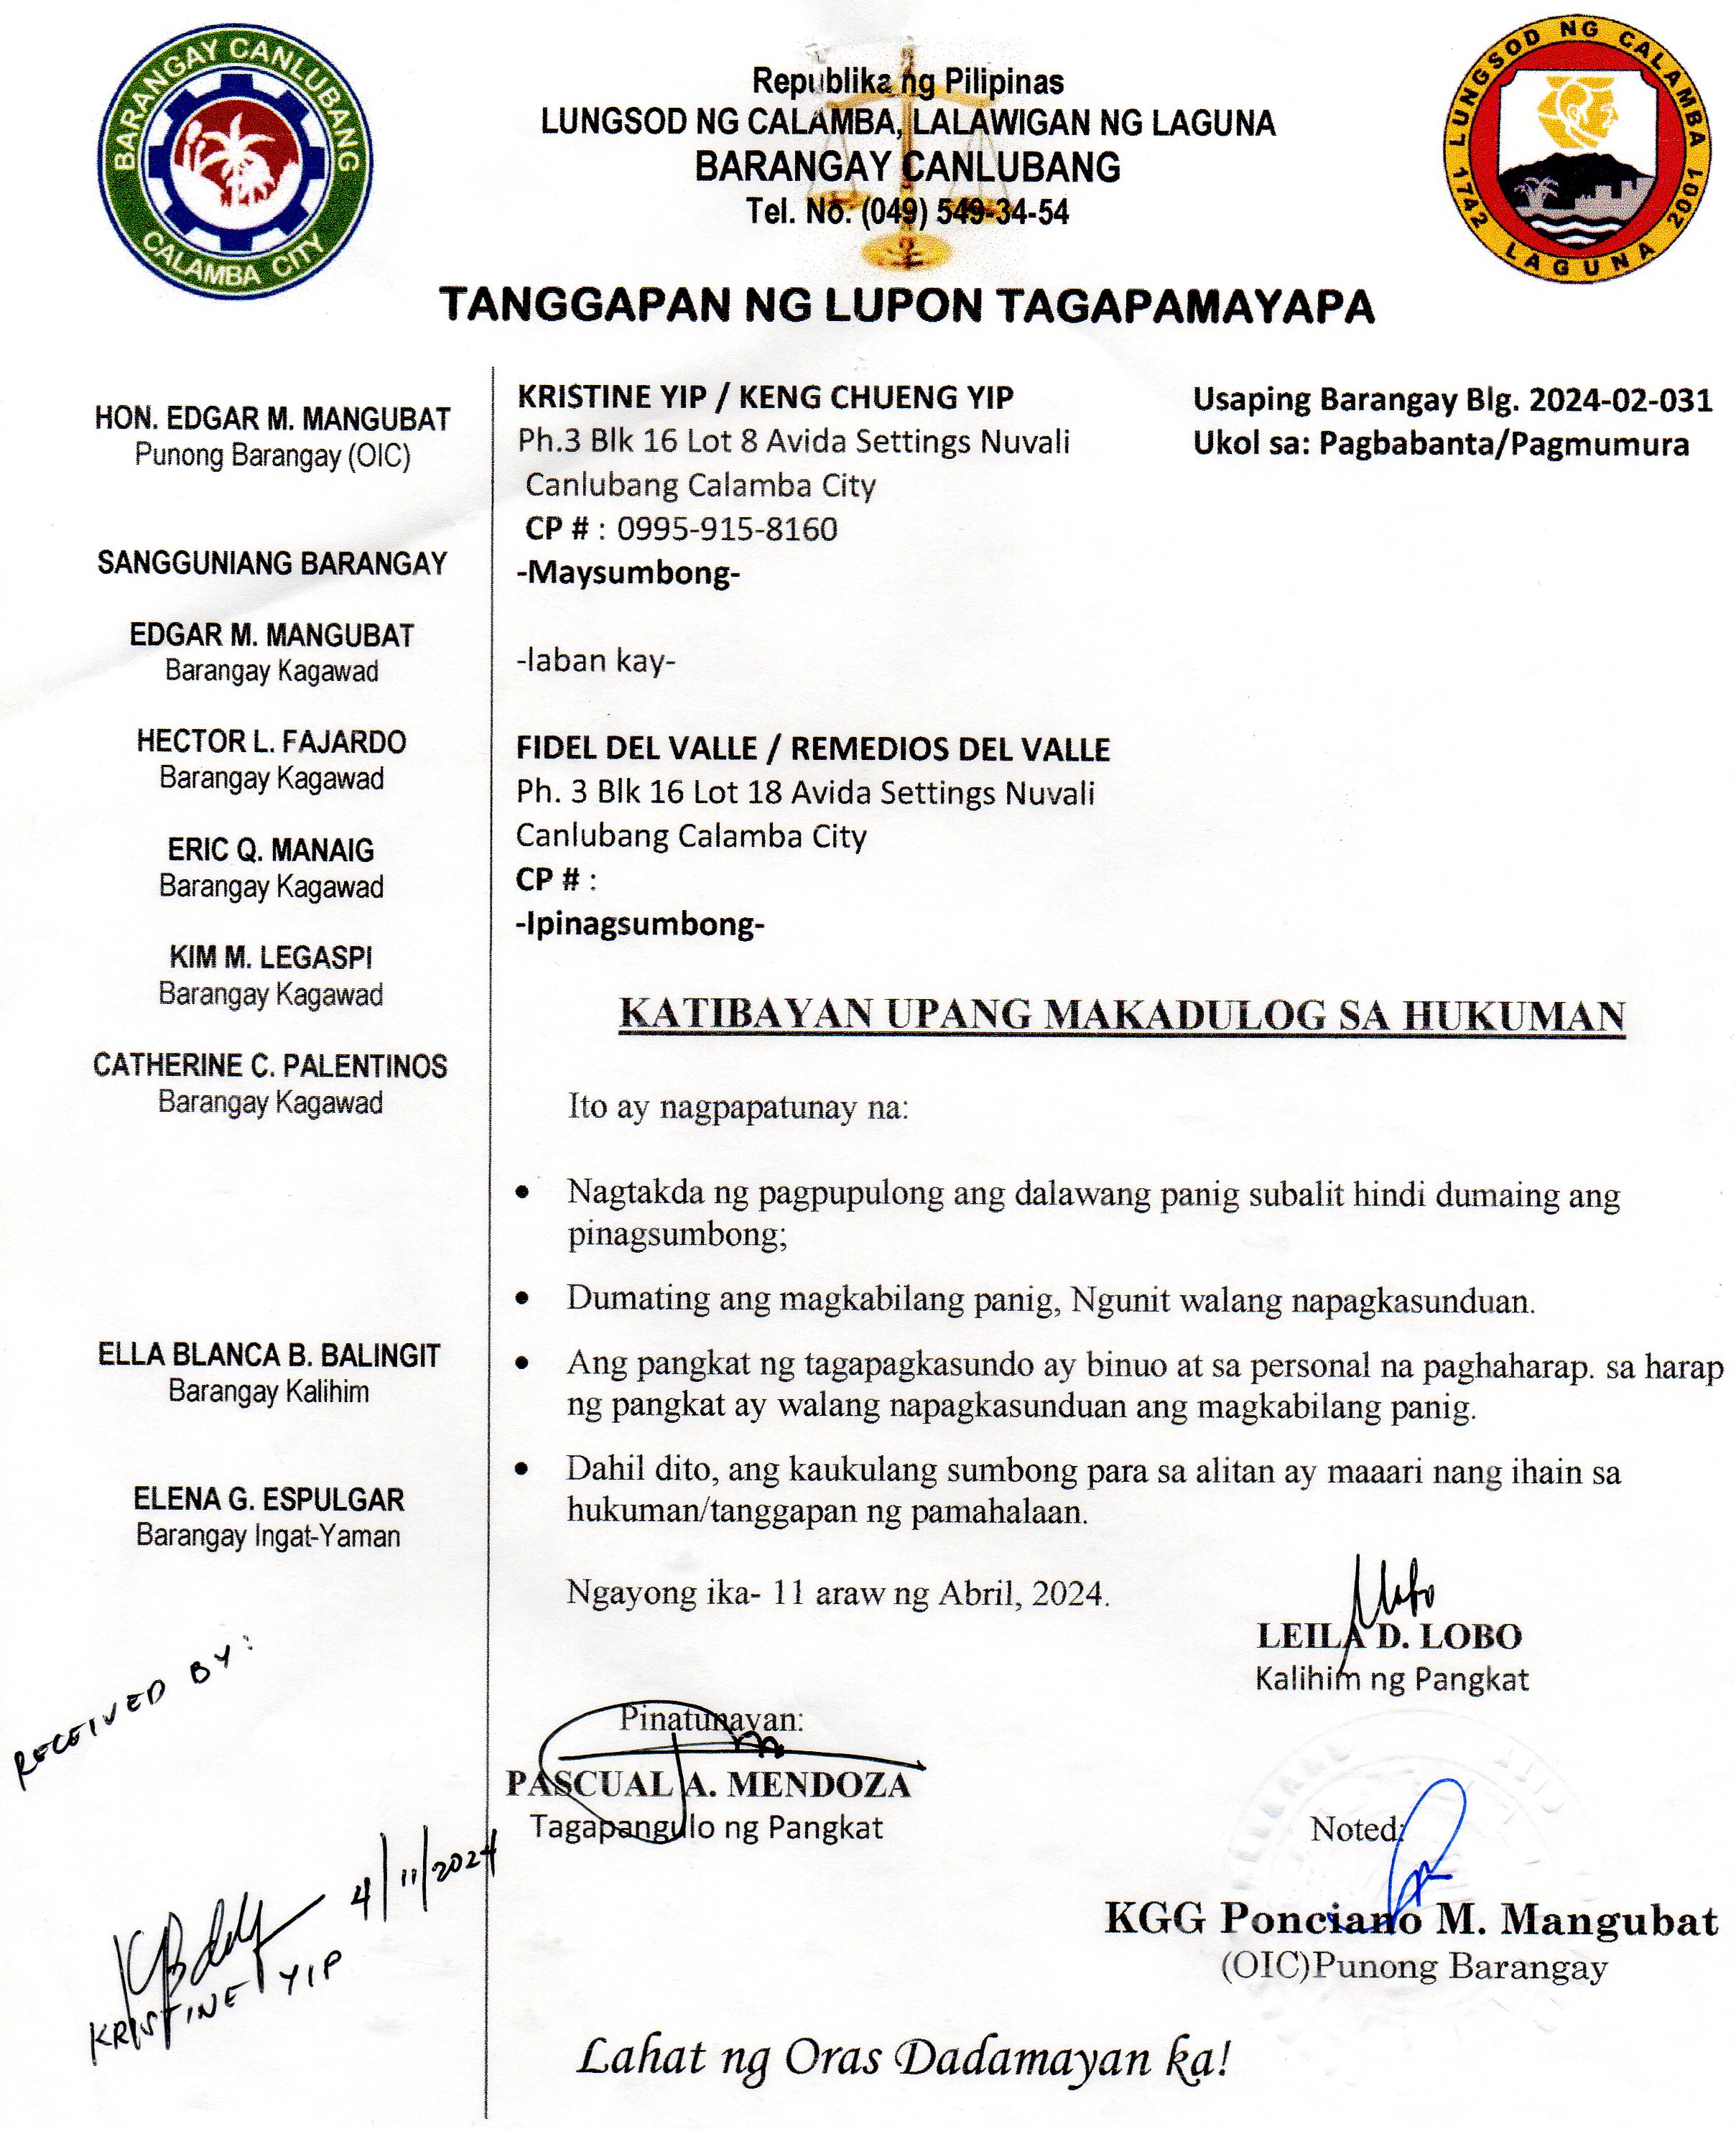 BARANGAY CANLUBANG
CALAMBA CITY
Republika ng Pilipinas
LUNGSOD NG CALAMBA, LALAWIGAN NG LAGUNA
BARANGAY CANLUBANG
Tel. No. (049) 549-34-54
LUNGSOD NG CALAMBA
1742 LAGUNA 2001
TANGGAPAN NG LUPON TAGAPAMAYAPA
HON. EDGAR M. MANGUBAT
Punong Barangay (OIC)
SANGGUNIANG BARANGAY
EDGAR M. MANGUBAT
Barangay Kagawad
HECTOR L. FAJARDO
Barangay Kagawad
ERIC Q. MANAIG
Barangay Kagawad
KIM M. LEGASPI
Barangay Kagawad
CATHERINE C. PALENTINOS
Barangay Kagawad
ELLA BLANCA B. BALINGIT
Barangay Kalihim
ELENA G. ESPULGAR
Barangay Ingat-Yaman
KRISTINE YIP / KENG CHUENG YIP
Ph.3 Blk 16 Lot 8 Avida Settings Nuvali
Canlubang Calamba City
CP # : 0995-915-8160
-Maysumbong-
Usaping Barangay Blg. 2024-02-031
Ukol sa: Pagbabanta/Pagmumura
-laban kay-
FIDEL DEL VALLE / REMEDIOS DEL VALLE
Ph. 3 Blk 16 Lot 18 Avida Settings Nuvali
Canlubang Calamba City
CP # :
-Ipinagsumbong-
KATIBAYAN UPANG MAKADULOG SA HUKUMAN
Ito ay nagpapatunay na:
• Nagtakda ng pagpupulong ang dalawang panig subalit hindi dumaing ang
pinagsumbong;
• Dumating ang magkabilang panig, Ngunit walang napagkasunduan.
• Ang pangkat ng tagapagkasundo ay binuo at sa personal na paghaharap. sa harap
ng pangkat ay walang napagkasunduan ang magkabilang panig.
• Dahil dito, ang kaukulang sumbong para sa alitan ay maaari nang ihain sa
hukuman/tanggapan ng pamahalaan.
Ngayong ika- 11 araw ng Abril, 2024.
LEILA D. LOBO
Kalihim ng Pangkat
Pinatunayan:
PASCUAL A. MENDOZA
Tagapangulo ng Pangkat
Noted:
KGG Ponciano M. Mangubat
(OIC)Punong Barangay
RECEIVED BY:
4/11/2024
KRISTINE YIP
Lahat ng Oras Dadamayan ka!